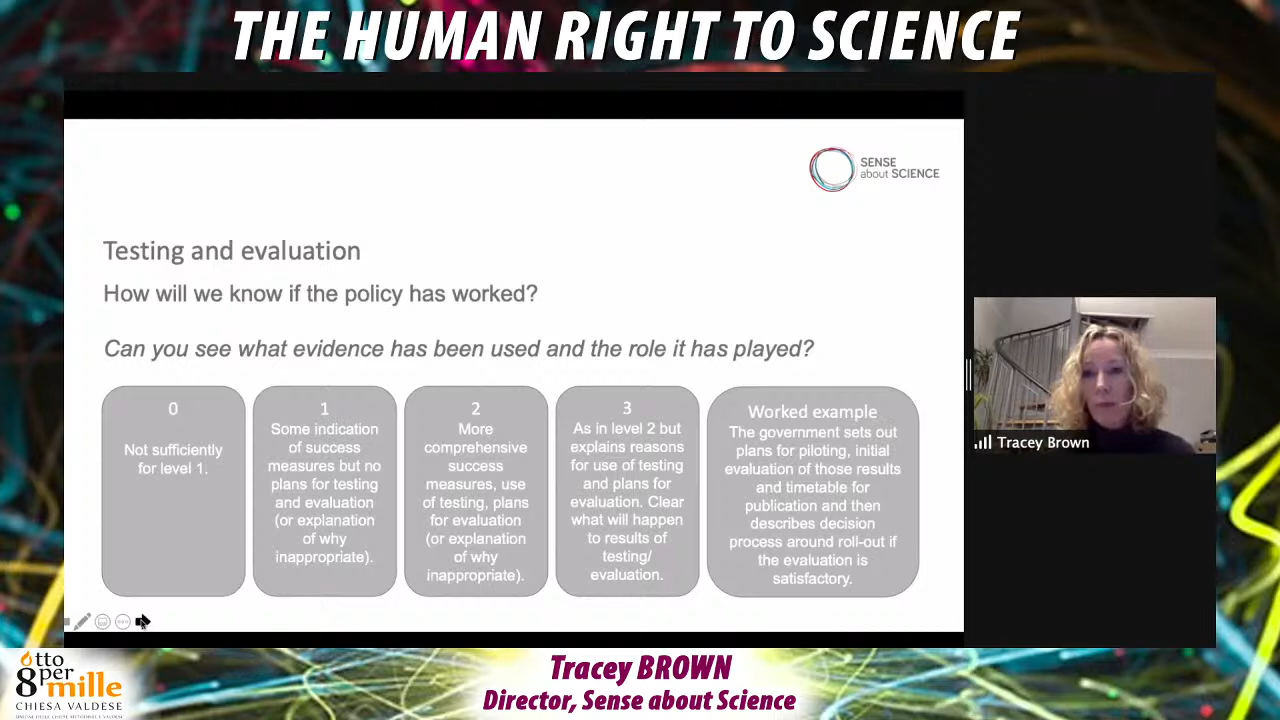 THE HUMAN RIGHT TO SCIENCE
SENSE
about SCIENCE
Testing and evaluation
How will we know if the policy has worked?
Can you see what evidence has been used and the role it has played?
0
Not sufficiently
for level 1.
1
Some indication
of success
measures but no
plans for testing
and evaluation
(or explanation
of why
inappropriate).
2
More
comprehensive
success
measures, use
of testing, plans
for evaluation
(or explanation
of why
inappropriate).
3
As in level 2 but
explains reasons
for use of testing
and plans for
evaluation. Clear
what will happen
to results of
testing/
evaluation.
Worked example
The government sets out
plans for piloting, initial
evaluation of those results
and timetable for
publication and then
describes decision
process around roll-out if
the evaluation is
satisfactory.
Tracey Brown
otto
per
8 mille
CHIESA VALDESE
Tracey BROWN
Director, Sense about Science